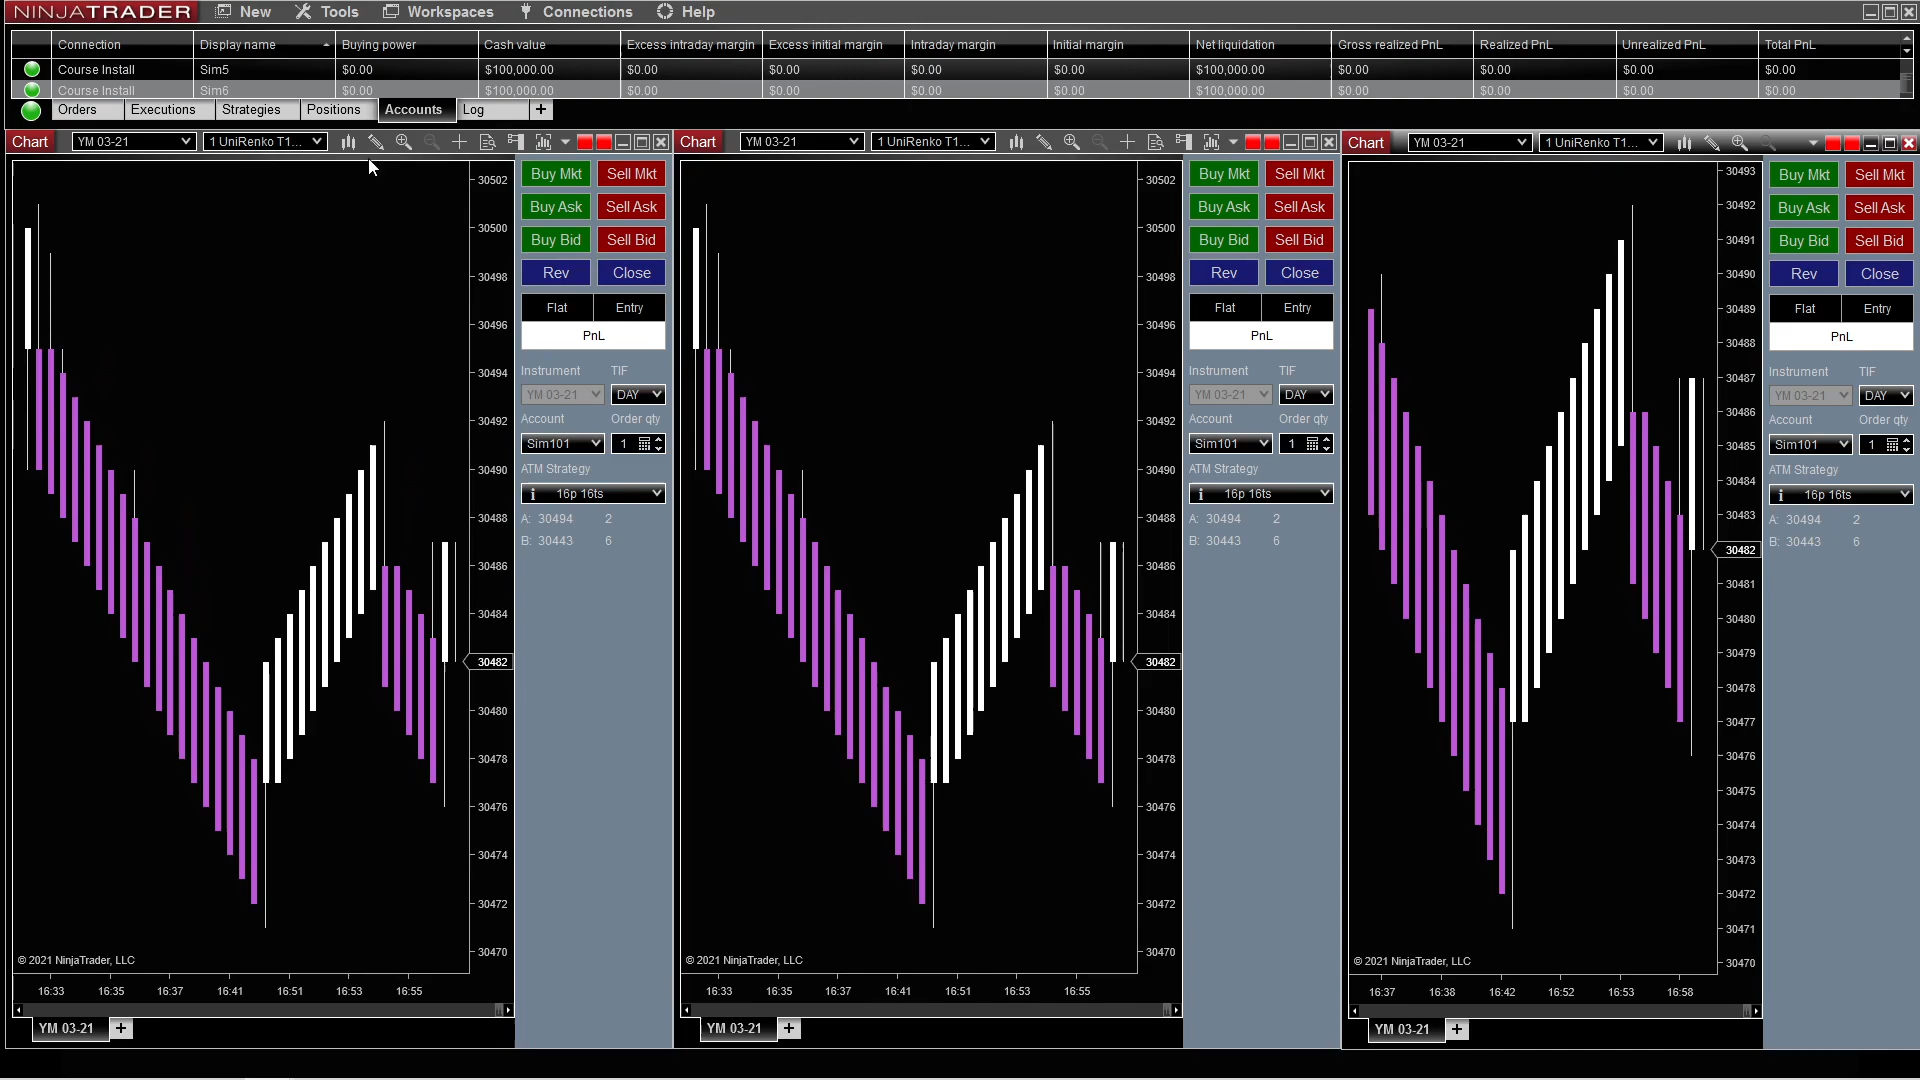 NINJATRADER New Tools Workspaces Connections Help
Connection Display name Buying power Cash value Excess intraday margin Excess initial margin Intraday margin Initial margin Net liquidation Gross realized PnL Realized PnL Unrealized PnL Total PnL
Course Install Sim5 $0.00 $100,000.00 $0.00 $0.00 $0.00 $0.00 $100,000.00 $0.00 $0.00 $0.00 $0.00
Course Install Sim6 $0.00 $100,000.00 $0.00 $0.00 $0.00 $0.00 $100,000.00 $0.00 $0.00 $0.00 $0.00
Orders Executions Strategies Positions Accounts Log +
Chart YM 03-21 1 UniRenko T1...
30502
30500
30498
30496
30494
30492
30490
30488
30486
30484
30482
30480
30478
30476
30474
30472
30470
© 2021 NinjaTrader, LLC
16:33 16:35 16:37 16:41 16:51 16:53 16:55
YM 03-21 +
Buy Mkt Sell Mkt
Buy Ask Sell Ask
Buy Bid Sell Bid
Rev Close
Flat Entry
PnL
Instrument TIF
YM 03-21 DAY
Account Order qty
Sim101 1
ATM Strategy
i 16p 16ts
A: 30494 2
B: 30443 6
Chart YM 03-21 1 UniRenko T1...
30502
30500
30498
30496
30494
30492
30490
30488
30486
30484
30482
30480
30478
30476
30474
30472
30470
© 2021 NinjaTrader, LLC
16:33 16:35 16:37 16:41 16:51 16:53 16:55
YM 03-21 +
Buy Mkt Sell Mkt
Buy Ask Sell Ask
Buy Bid Sell Bid
Rev Close
Flat Entry
PnL
Instrument TIF
YM 03-21 DAY
Account Order qty
Sim101 1
ATM Strategy
i 16p 16ts
A: 30494 2
B: 30443 6
Chart YM 03-21 1 UniRenko T1...
30493
30492
30491
30490
30489
30488
30487
30486
30485
30484
30483
30482
30481
30480
30479
30478
30477
30476
30475
30474
30473
30472
30471
30470
© 2021 NinjaTrader, LLC
16:37 16:38 16:42 16:52 16:53 16:58
YM 03-21 +
Buy Mkt Sell Mkt
Buy Ask Sell Ask
Buy Bid Sell Bid
Rev Close
Flat Entry
PnL
Instrument TIF
YM 03-21 DAY
Account Order qty
Sim101 1
ATM Strategy
i 16p 16ts
A: 30494 2
B: 30443 6